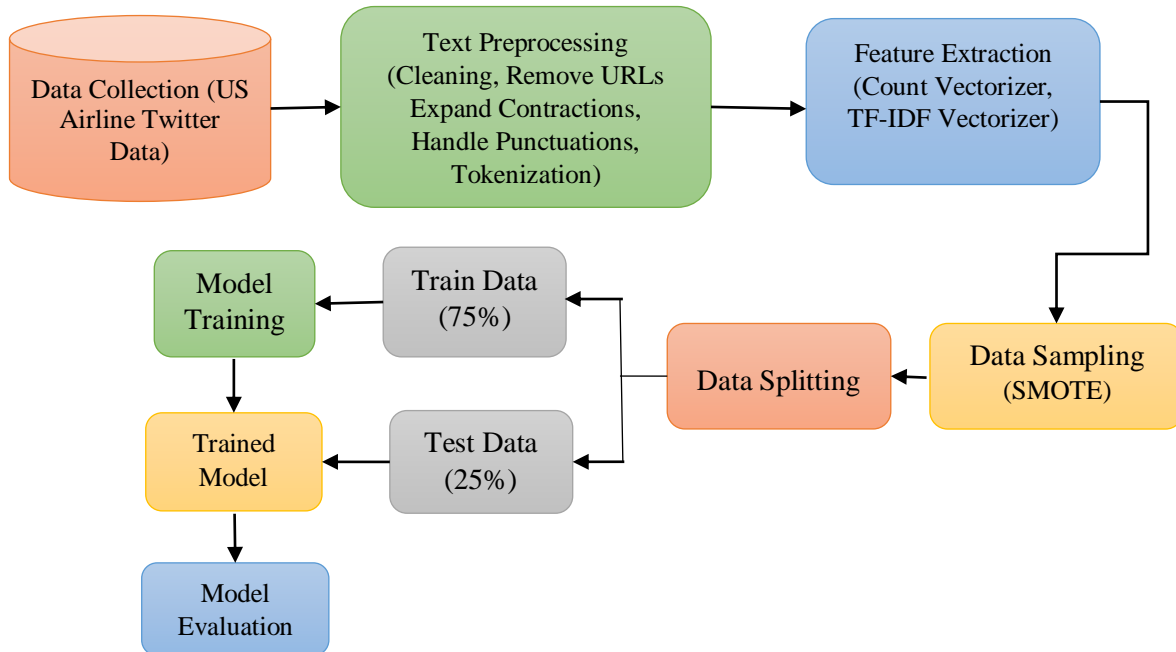 Data Collection (US
Airline Twitter
Data)
Text Preprocessing
(Cleaning, Remove URLs
Expand Contractions,
Handle Punctuations,
Tokenization)
Feature Extraction
(Count Vectorizer,
TF-IDF Vectorizer)
Data Sampling
(SMOTE)
Data Splitting
Train Data
(75%)
Test Data
(25%)
Model
Training
Trained
Model
Model
Evaluation